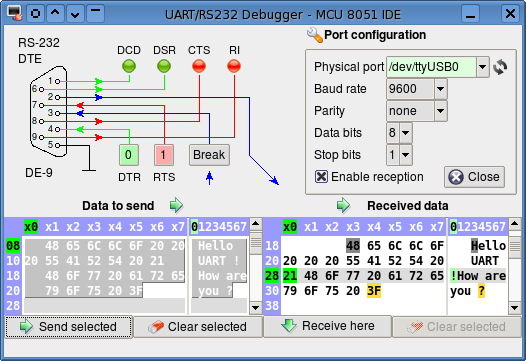 UART/RS232 Debugger - MCU 8051 IDE
RS-232
DTE
DCD DSR CTS RI
1
6
2
7
3
8
4
9
5
DE-9
0 1 Break
DTR RTS
Port configuration
Physical port /dev/ttyUSB0
Baud rate 9600
Parity none
Data bits 8
Stop bits 1
Enable reception Close
Data to send
x0 x1 x2 x3 x4 x5 x6 x7 01234567
08 48 65 6C 6C 6F 20 20 Hello
10 20 55 41 52 54 20 21 UART !
18 48 6F 77 20 61 72 65 How are
20 79 6F 75 20 3F you ?
28
Received data
x0 x1 x2 x3 x4 x5 x6 x7 01234567
18 48 65 6C 6C 6F Hello
20 20 20 20 55 41 52 54 20 UART
28 21 48 6F 77 20 61 72 65 !How are
30 79 6F 75 20 3F you ?
38
Send selected Clear selected Receive here Clear selected